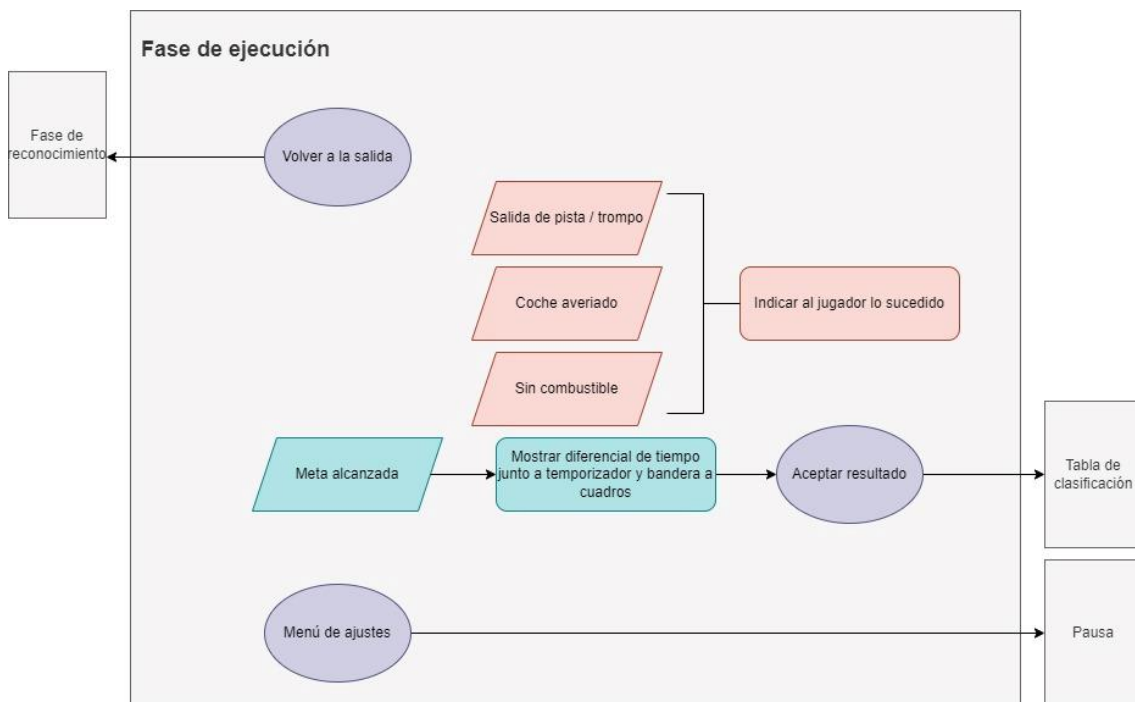 Fase de ejecución
Fase de
reconocimiento
Volver a la salida
Salida de pista / trompo
Coche averiado
Indicar al jugador lo sucedido
Sin combustible
Meta alcanzada
Mostrar diferencial de tiempo
junto a temporizador y bandera a
cuadros
Aceptar resultado
Tabla de
clasificación
Menú de ajustes
Pausa